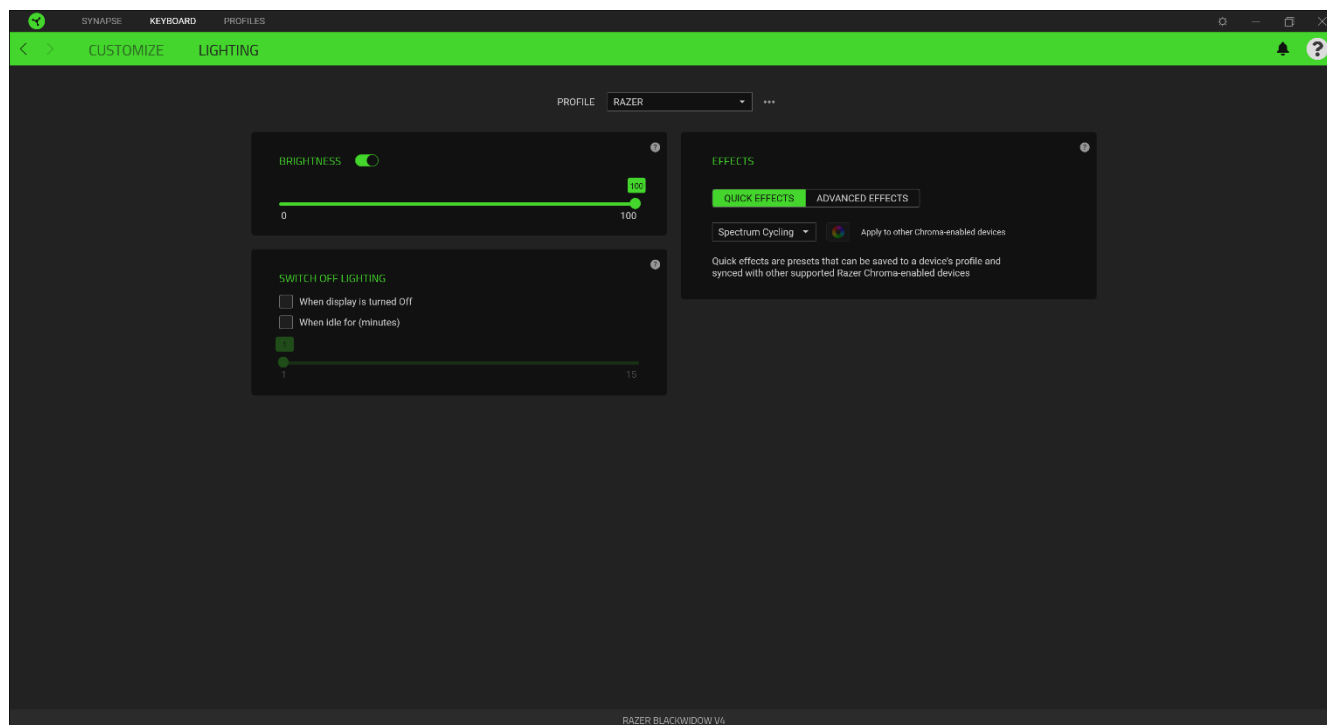 SYNAPSE KEYBOARD PROFILES
CUSTOMIZE LIGHTING
PROFILE RAZER
BRIGHTNESS
100
0 100
SWITCH OFF LIGHTING
When display is turned Off
When idle for (minutes)
1
1 15
EFFECTS
QUICK EFFECTS ADVANCED EFFECTS
Spectrum Cycling Apply to other Chroma-enabled devices
Quick effects are presets that can be saved to a device's profile and
synced with other supported Razer Chroma-enabled devices
RAZER BLACKWIDOW V4